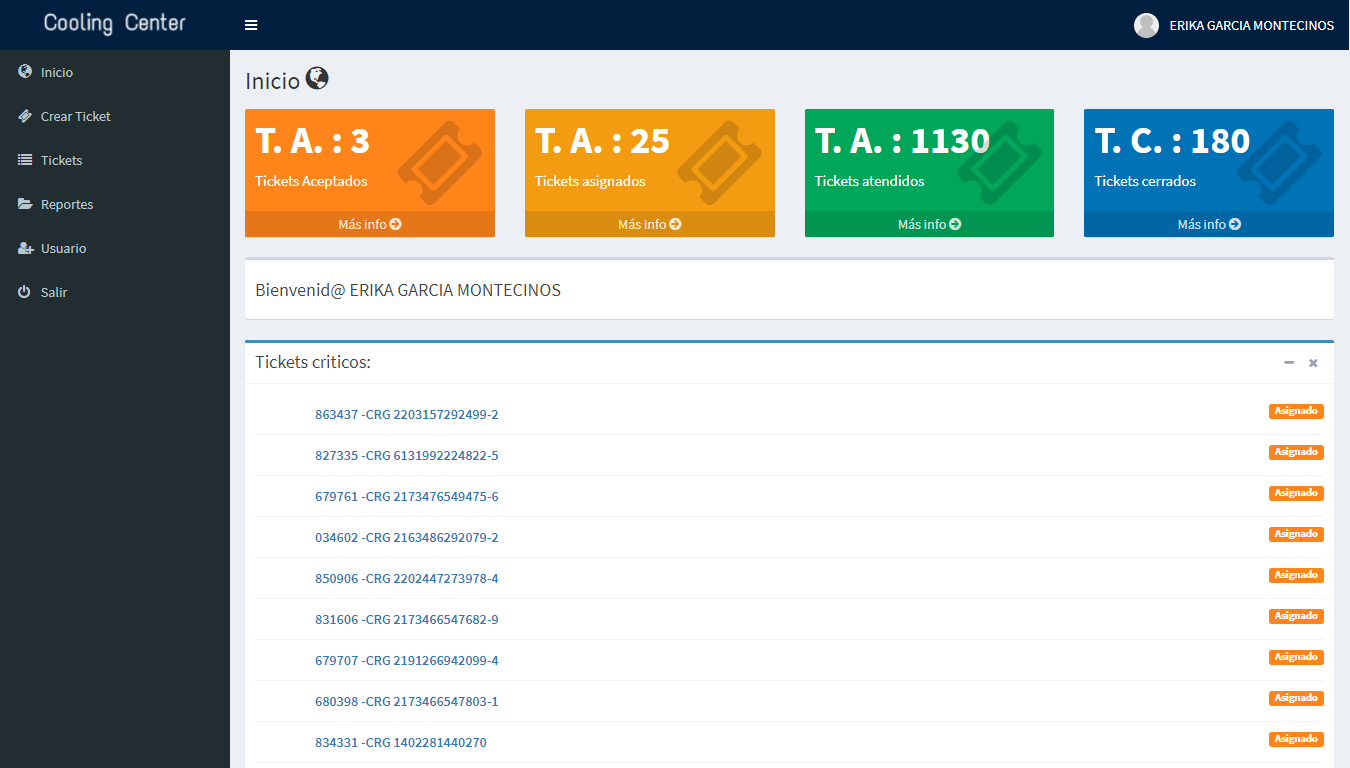 Cooling Center
ERIKA GARCIA MONTECINOS
Inicio
Crear Ticket
Tickets
Reportes
Usuario
Salir
Inicio
T. A. : 3
Tickets Aceptados
Más info
T. A. : 25
Tickets asignados
Más info
T. A. : 1130
Tickets atendidos
Más info
T. C. : 180
Tickets cerrados
Más info
Bienvenid@ ERIKA GARCIA MONTECINOS
Tickets criticos:
863437 -CRG 2203157292499-2 Asignado
827335 -CRG 6131992224822-5 Asignado
679761 -CRG 2173476549475-6 Asignado
034602 -CRG 2163486292079-2 Asignado
850906 -CRG 2202447273978-4 Asignado
831606 -CRG 2173466547682-9 Asignado
679707 -CRG 2191266942099-4 Asignado
680398 -CRG 2173466547803-1 Asignado
834331 -CRG 1402281440270 Asignado